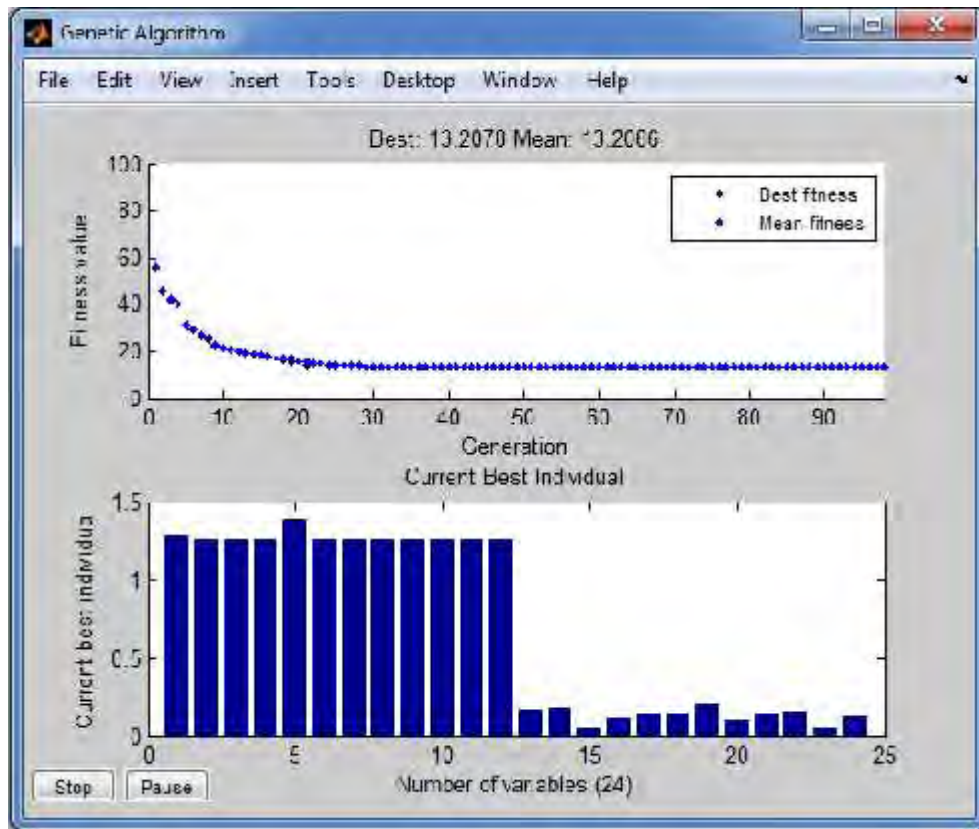 Genetic Algorithm
File Edit View Insert Tools Desktop Window Help
Best: 13.2070 Mean: 13.2086
Fitness value
100
80
60
40
20
0
0 10 20 30 40 50 60 70 80 90
Best fitness
Mean fitness
Generation
Current Best Individual
Current best individual
1.5
1
0.5
0
0 5 10 15 20 25
Number of variables (24)
Stop Pause